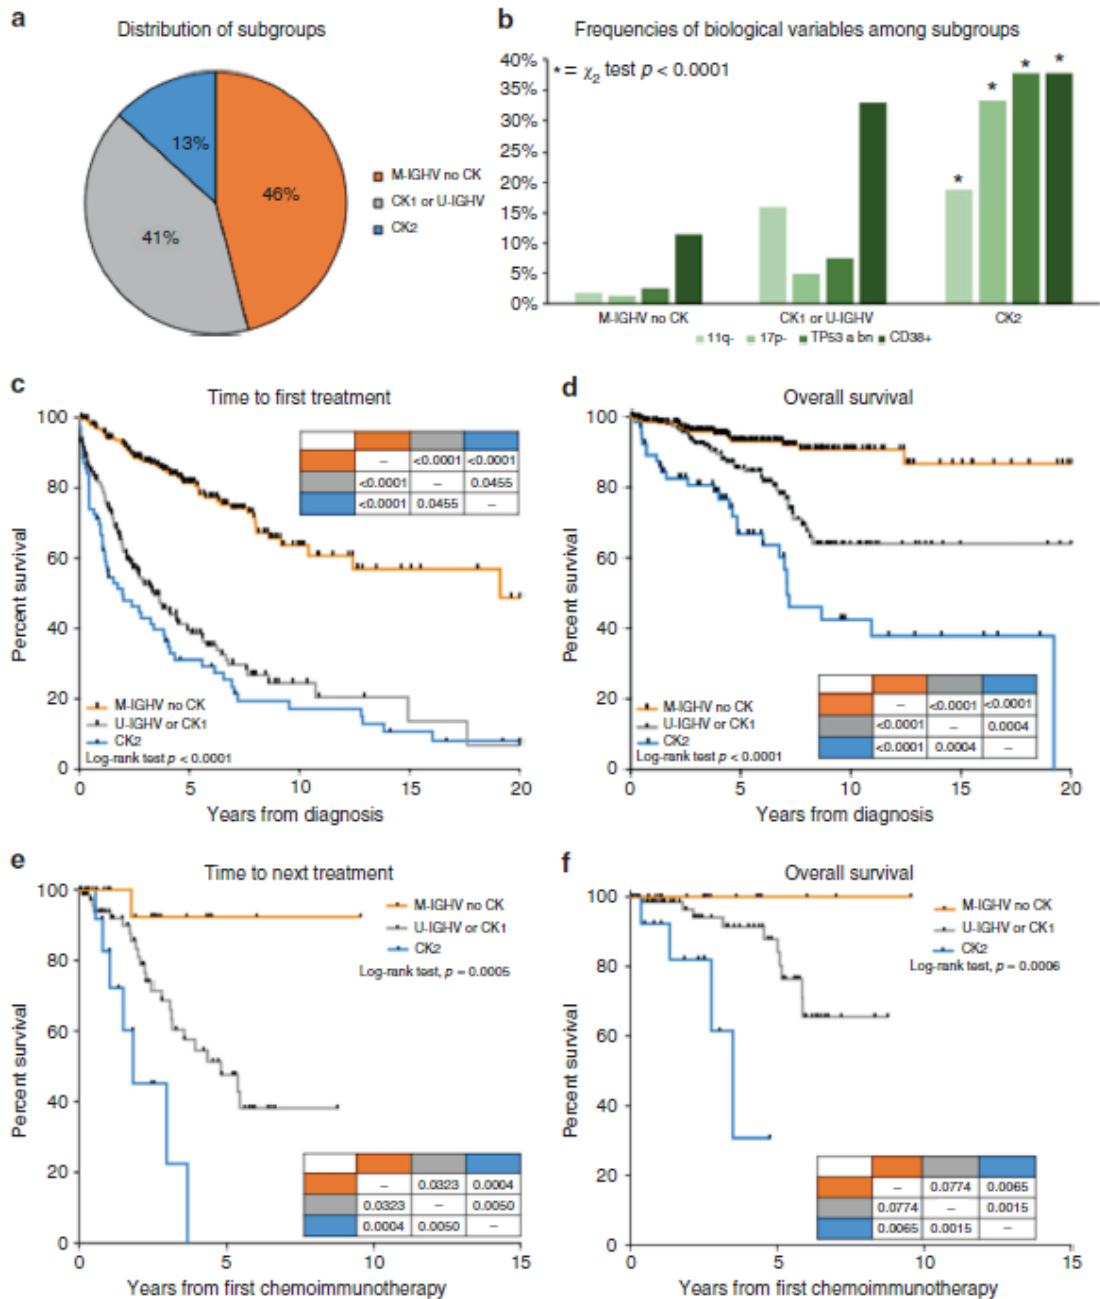 a
Distribution of subgroups
13%
46%
41%
M-IGHV no CK
CK1 or U-IGHV
CK2
b
Frequencies of biological variables among subgroups
* = χ2 test p < 0.0001
40%
35%
30%
25%
20%
15%
10%
5%
0%
* * * *
M-IGHV no CK CK1 or U-IGHV CK2
11q- 17p- TP53 a bn CD38+
c
Time to first treatment
Percent survival
100
80
60
40
20
0
– <0.0001 <0.0001
<0.0001 – 0.0455
<0.0001 0.0455 –
M-IGHV no CK
U-IGHV or CK1
CK2
Log-rank test p < 0.0001
0 5 10 15 20
Years from diagnosis
d
Overall survival
Percent survival
100
80
60
40
20
0
– <0.0001 <0.0001
<0.0001 – 0.0004
<0.0001 0.0004 –
M-IGHV no CK
U-IGHV or CK1
CK2
Log-rank test p < 0.0001
0 5 10 15 20
Years from diagnosis
e
Time to next treatment
Percent survival
100
80
60
40
20
0
M-IGHV no CK
U-IGHV or CK1
CK2
Log-rank test, p = 0.0005
– 0.0323 0.0004
0.0323 – 0.0050
0.0004 0.0050 –
0 5 10 15
Years from first chemoimmunotherapy
f
Overall survival
Percent survival
100
80
60
40
20
0
M-IGHV no CK
U-IGHV or CK1
CK2
Log-rank test, p = 0.0006
– 0.0774 0.0065
0.0774 – 0.0015
0.0065 0.0015 –
0 5 10 15
Years from first chemoimmunotherapy